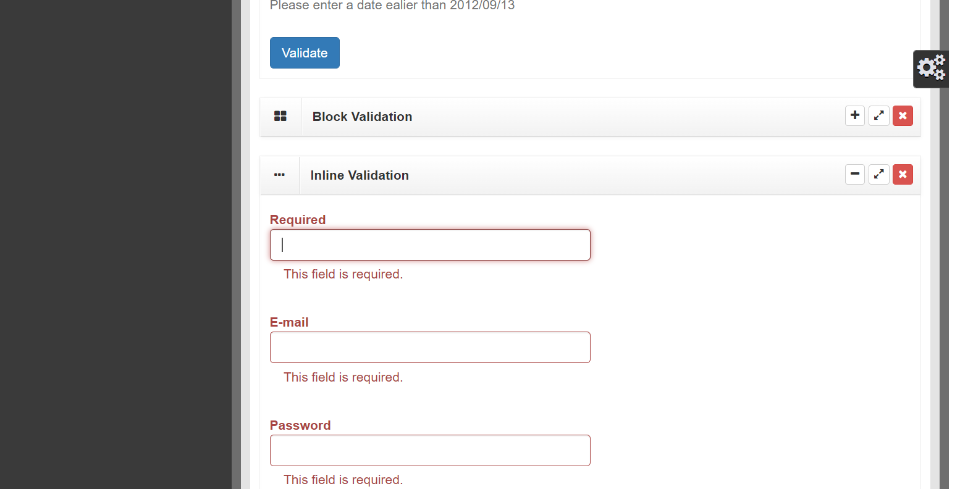 Please enter a date ealier than 2012/09/13
Validate
Block Validation
Inline Validation
Required
This field is required.
E-mail
This field is required.
Password
This field is required.